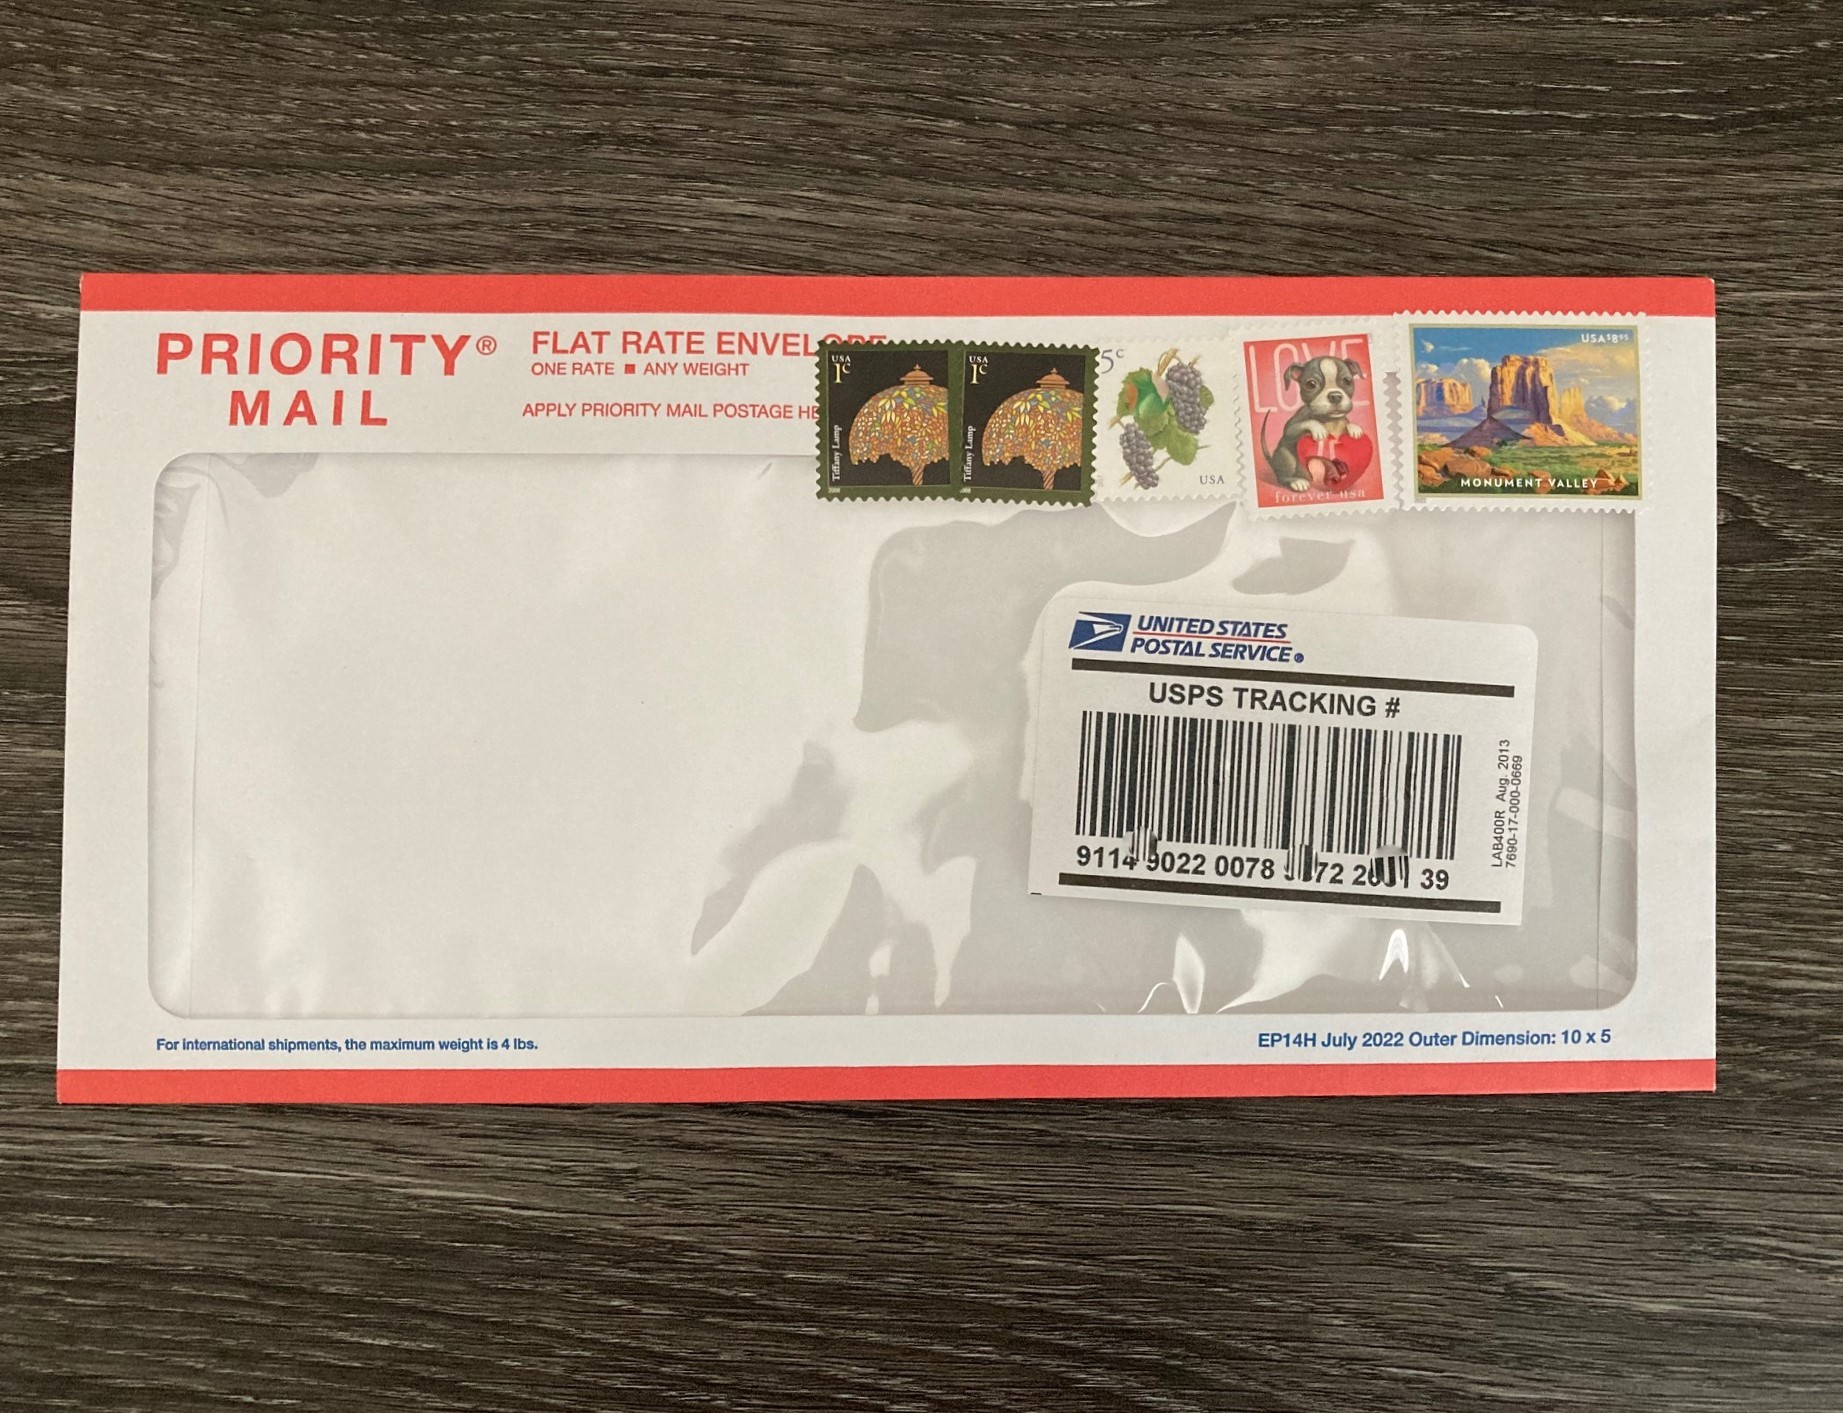 PRIORITY®
MAIL
FLAT RATE
ONE RATE ■ ANY WEIGHT
APPLY PRIORITY MAIL POSTAGE
USA
1c
Tiffany Lamp
USA
1c
Tiffany Lamp
5c
USA
LOVE
forever usa
USA$8.95
MONUMENT VALLEY
UNITED STATES
POSTAL SERVICE®
USPS TRACKING #
9022 0078 39
LAB400R Aug. 2013
7690-17-000-0669
For international shipments, the maximum weight is 4 lbs.
EP14H July 2022 Outer Dimension: 10 x 5